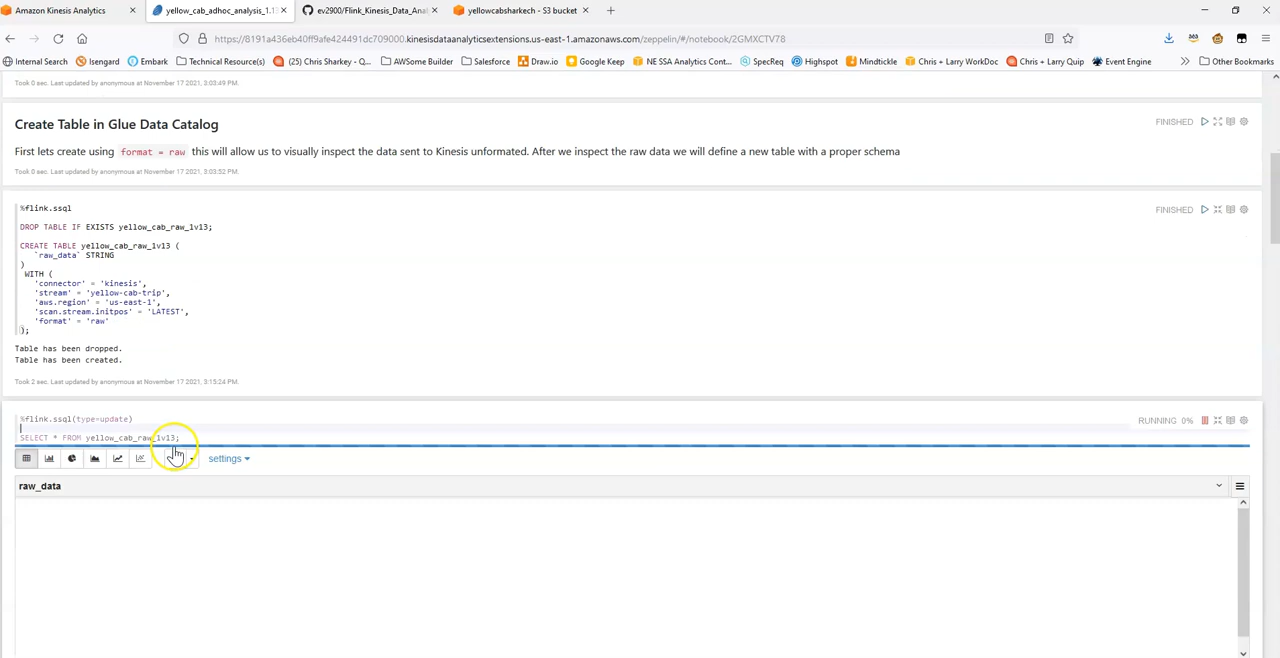 Amazon Kinesis Analytics
yellow_cab_adhoc_analysis_1.1
ev2900/Flink_Kinesis_Data_Ana
yellowcabsharkech - S3 bucket
https://8191a436eb40ff9afe424491dc709000.kinesisdataanalyticsextensions.us-east-1.amazonaws.com/zeppelin/#/notebook/2GMXCTV78
Internal Search
Isengard
Embark
Technical Resource(s)
(25) Chris Sharkey - Q...
AWSome Builder
Salesforce
Draw.io
Google Keep
NE SSA Analytics Cont...
SpecReq
Highspot
Mindtickle
Chris + Larry WorkDoc
Chris + Larry Quip
Event Engine
Other Bookmarks
Took 0 sec. Last updated by anonymous at November 17 2021, 3:03:49 PM.
Create Table in Glue Data Catalog
FINISHED
First lets create using format = raw this will allow us to visually inspect the data sent to Kinesis unformated. After we inspect the raw data we will define a new table with a proper schema
Took 0 sec. Last updated by anonymous at November 17 2021, 3:03:52 PM.
%flink.ssql
FINISHED
DROP TABLE IF EXISTS yellow_cab_raw_1v13;
CREATE TABLE yellow_cab_raw_1v13 (
`raw_data` STRING
)
WITH (
'connector' = 'kinesis',
'stream' = 'yellow-cab-trip',
'aws.region' = 'us-east-1',
'scan.stream.initpos' = 'LATEST',
'format' = 'raw'
);
Table has been dropped.
Table has been created.
Took 2 sec. Last updated by anonymous at November 17 2021, 3:15:24 PM.
%flink.ssql(type=update)
RUNNING 0%
SELECT * FROM yellow_cab_raw_1v13;
settings
raw_data